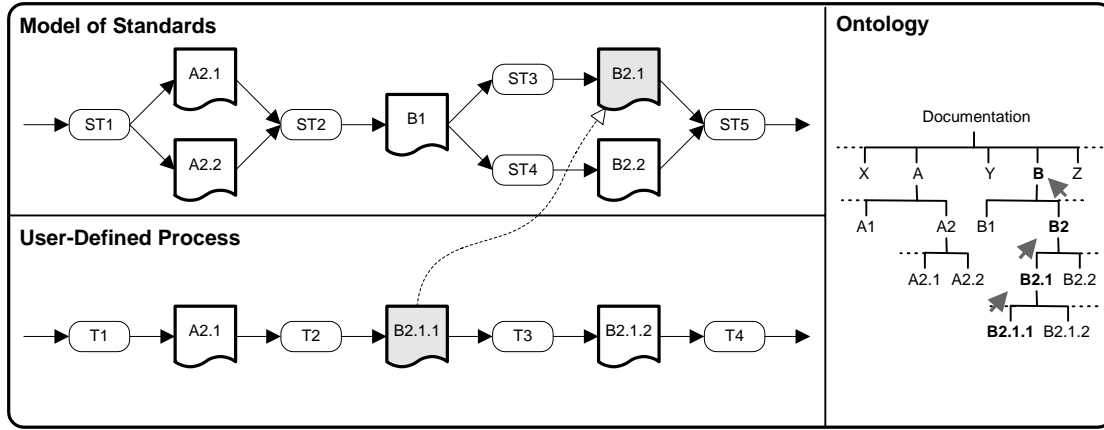 Model of Standards
A2.1
ST3
B2.1
ST1
ST2
B1
ST5
A2.2
ST4
B2.2
User-Defined Process
T1
A2.1
T2
B2.1.1
T3
B2.1.2
T4
Ontology
Documentation
X A Y B Z
A1 A2 B1 B2
A2.1 A2.2 B2.1 B2.2
B2.1.1 B2.1.2